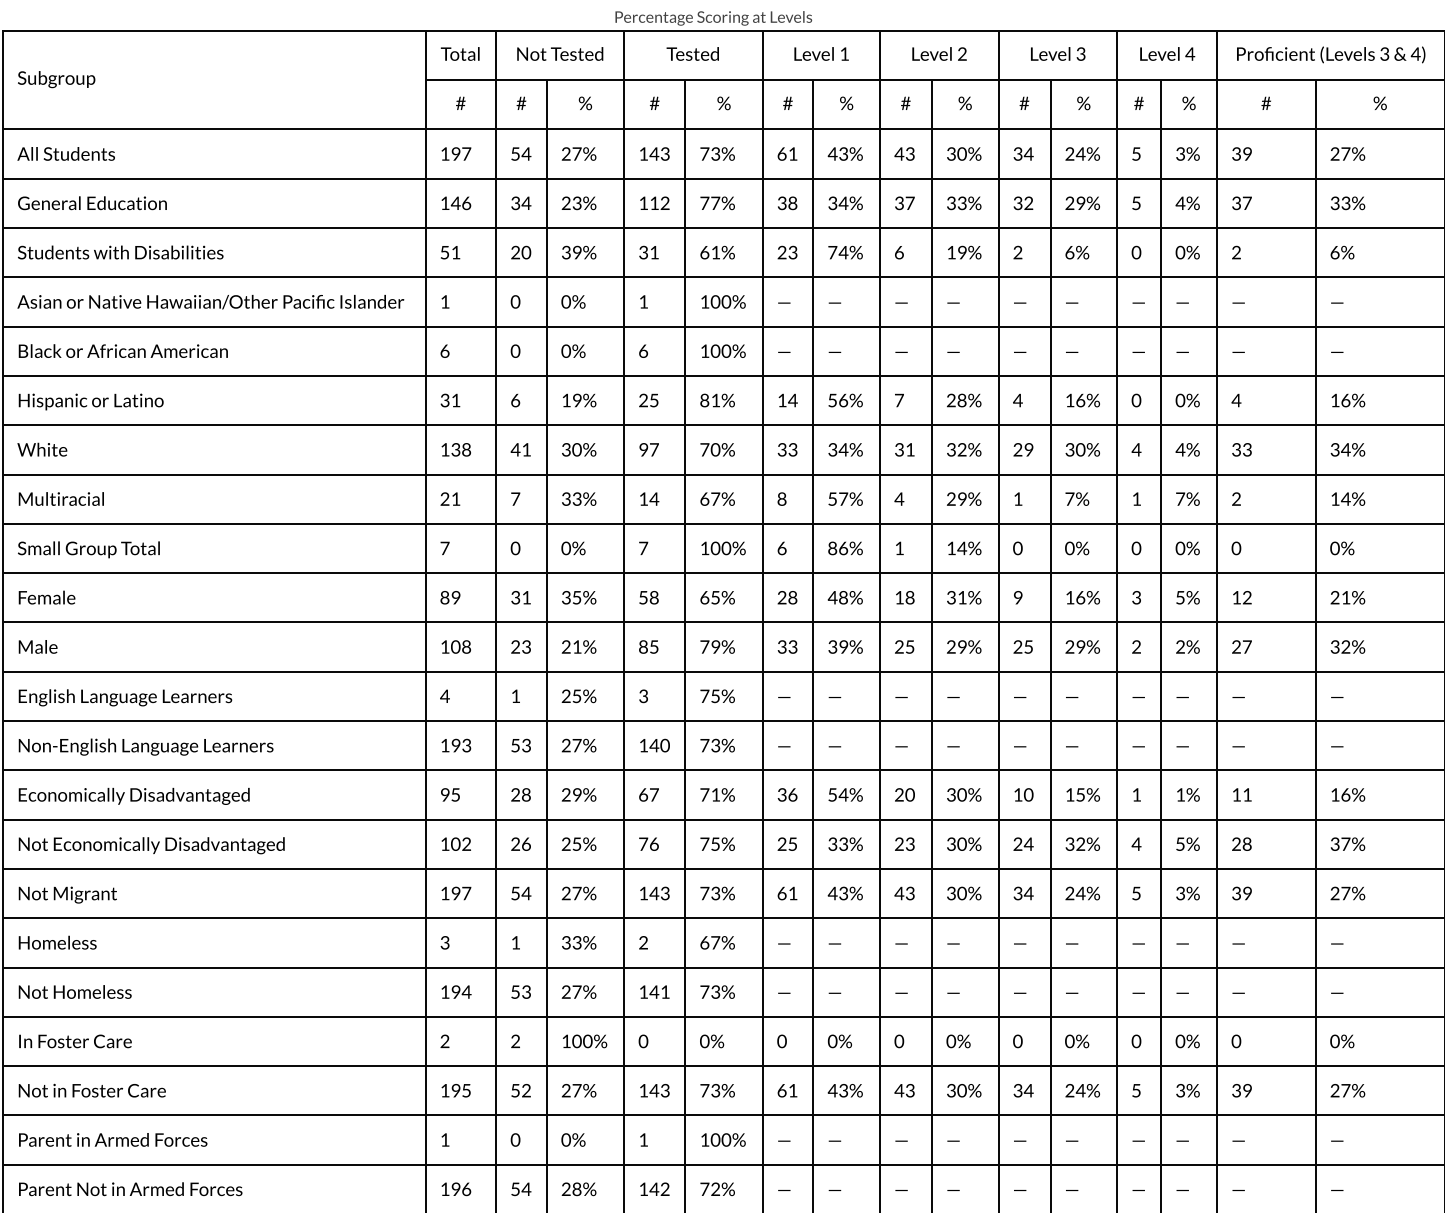 Percentage Scoring at Levels
Subgroup Total Not Tested Tested Level 1 Level 2 Level 3 Level 4 Proficient (Levels 3 & 4)
# # % # % # % # % # % # % # %
All Students 197 54 27% 143 73% 61 43% 43 30% 34 24% 5 3% 39 27%
General Education 146 34 23% 112 77% 38 34% 37 33% 32 29% 5 4% 37 33%
Students with Disabilities 51 20 39% 31 61% 23 74% 6 19% 2 6% 0 0% 2 6%
Asian or Native Hawaiian/Other Pacific Islander 1 0 0% 1 100% — — — — — — — — — —
Black or African American 6 0 0% 6 100% — — — — — — — — — —
Hispanic or Latino 31 6 19% 25 81% 14 56% 7 28% 4 16% 0 0% 4 16%
White 138 41 30% 97 70% 33 34% 31 32% 29 30% 4 4% 33 34%
Multiracial 21 7 33% 14 67% 8 57% 4 29% 1 7% 1 7% 2 14%
Small Group Total 7 0 0% 7 100% 6 86% 1 14% 0 0% 0 0% 0 0%
Female 89 31 35% 58 65% 28 48% 18 31% 9 16% 3 5% 12 21%
Male 108 23 21% 85 79% 33 39% 25 29% 25 29% 2 2% 27 32%
English Language Learners 4 1 25% 3 75% — — — — — — — — — —
Non-English Language Learners 193 53 27% 140 73% — — — — — — — — — —
Economically Disadvantaged 95 28 29% 67 71% 36 54% 20 30% 10 15% 1 1% 11 16%
Not Economically Disadvantaged 102 26 25% 76 75% 25 33% 23 30% 24 32% 4 5% 28 37%
Not Migrant 197 54 27% 143 73% 61 43% 43 30% 34 24% 5 3% 39 27%
Homeless 3 1 33% 2 67% — — — — — — — — — —
Not Homeless 194 53 27% 141 73% — — — — — — — — — —
In Foster Care 2 2 100% 0 0% 0 0% 0 0% 0 0% 0 0% 0 0%
Not in Foster Care 195 52 27% 143 73% 61 43% 43 30% 34 24% 5 3% 39 27%
Parent in Armed Forces 1 0 0% 1 100% — — — — — — — — — —
Parent Not in Armed Forces 196 54 28% 142 72% — — — — — — — — — —